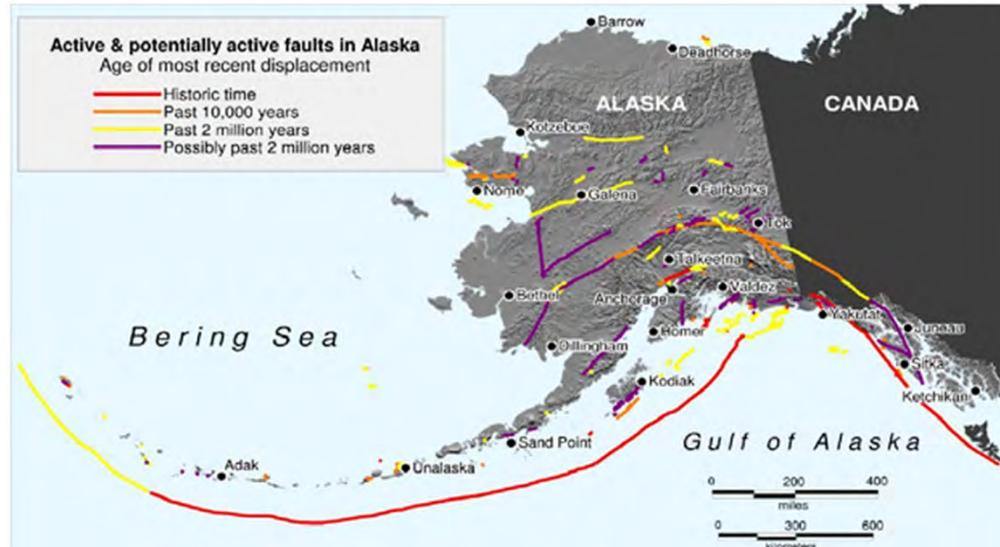 Active & potentially active faults in Alaska
Age of most recent displacement
Historic time
Past 10,000 years
Past 2 million years
Possibly past 2 million years
Barrow
Deadhorse
ALASKA
CANADA
Kotzebue
Nome
Galena
Fairbanks
Tok
Talkeetna
Bethel
Anchorage
Valdez
Yakutat
Homer
Juneau
Bering Sea
Dillingham
Sitka
Kodiak
Ketchikan
Sand Point
Gulf of Alaska
Adak
Unalaska
0 200 400
miles
0 300 600
kilometers